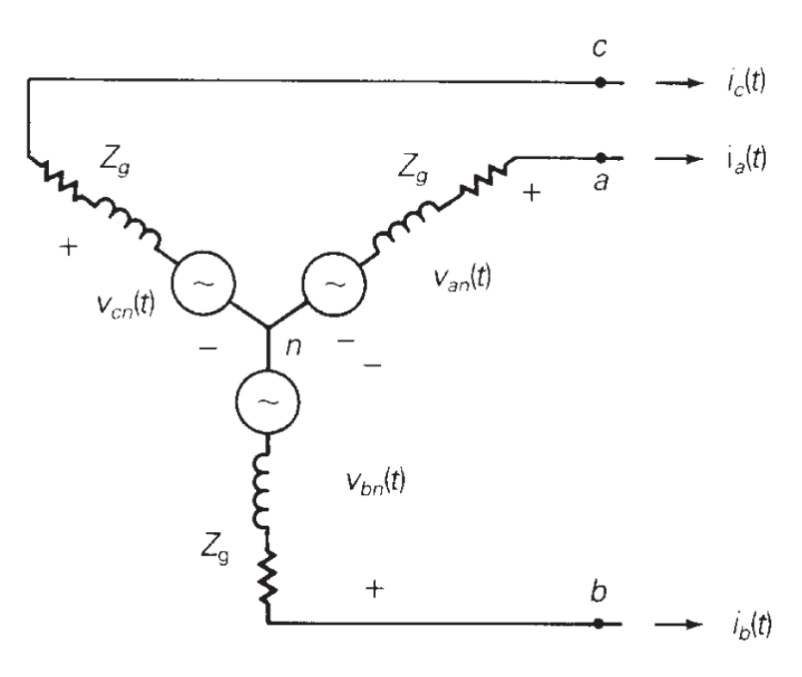 c
i_c(t)
Z_g
Z_g
i_a(t)
+
a
+
v_cn(t)
~
~
v_an(t)
−
n
−
−
~
v_bn(t)
Z_g
+
b
i_b(t)